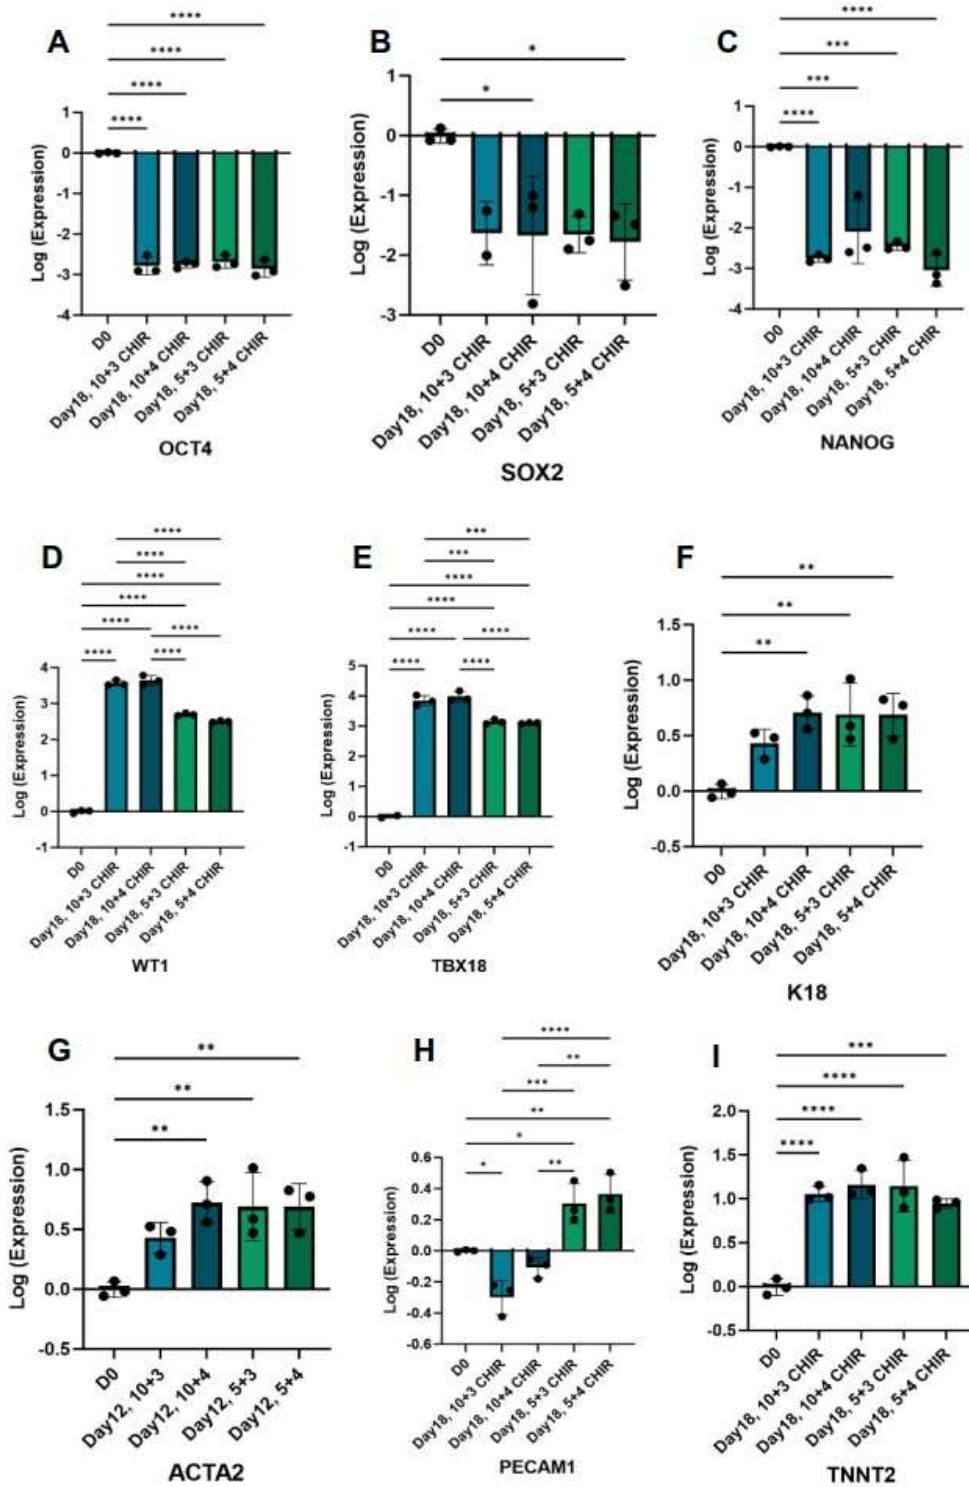 A
****
****
****
****
Log (Expression)
1
0
-1
-2
-3
-4
D0
Day18, 10+3 CHIR
Day18, 10+4 CHIR
Day18, 5+3 CHIR
Day18, 5+4 CHIR
OCT4
B
*
*
Log (Expression)
1
0
-1
-2
-3
D0
Day18, 10+3 CHIR
Day18, 10+4 CHIR
Day18, 5+3 CHIR
Day18, 5+4 CHIR
SOX2
C
****
***
***
****
Log (Expression)
1
0
-1
-2
-3
-4
D0
Day18, 10+3 CHIR
Day18, 10+4 CHIR
Day18, 5+3 CHIR
Day18, 5+4 CHIR
NANOG
D
****
****
****
****
**** ****
**** ****
Log (Expression)
4
3
2
1
0
-1
D0
Day18, 10+3 CHIR
Day18, 10+4 CHIR
Day18, 5+3 CHIR
Day18, 5+4 CHIR
WT1
E
***
***
****
****
**** ****
**** ****
Log (Expression)
5
4
3
2
1
0
-1
D0
Day18, 10+3 CHIR
Day18, 10+4 CHIR
Day18, 5+3 CHIR
Day18, 5+4 CHIR
TBX18
F
**
**
**
Log (Expression)
1.5
1.0
0.5
0.0
-0.5
D0
Day18, 10+3 CHIR
Day18, 10+4 CHIR
Day18, 5+3 CHIR
Day18, 5+4 CHIR
K18
G
**
**
**
Log (Expression)
1.5
1.0
0.5
0.0
-0.5
D0
Day12, 10+3
Day12, 10+4
Day12, 5+3
Day12, 5+4
ACTA2
H
****
**
***
**
*
* **
Log (Expression)
0.6
0.4
0.2
0.0
-0.2
-0.4
-0.6
D0
Day18, 10+3 CHIR
Day18, 10+4 CHIR
Day18, 5+3 CHIR
Day18, 5+4 CHIR
PECAM1
I
***
****
****
****
Log (Expression)
2.0
1.5
1.0
0.5
0.0
-0.5
D0
Day18, 10+3 CHIR
Day18, 10+4 CHIR
Day18, 5+3 CHIR
Day18, 5+4 CHIR
TNNT2